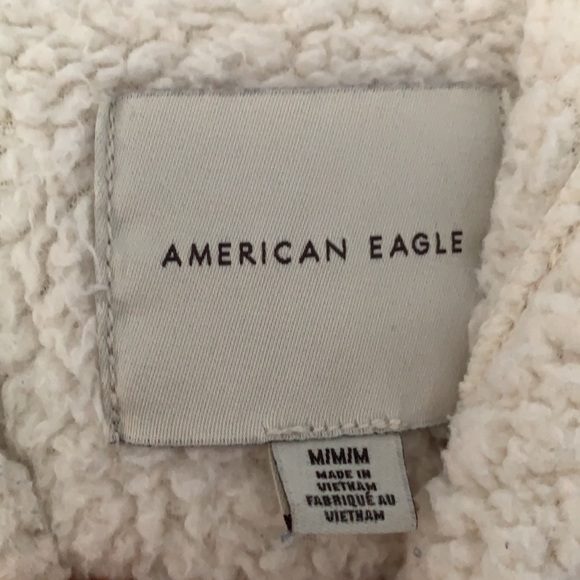 AMERICAN EAGLE
M/M/M
MADE IN
VIETNAM
FABRIQUÉ AU
VIETNAM